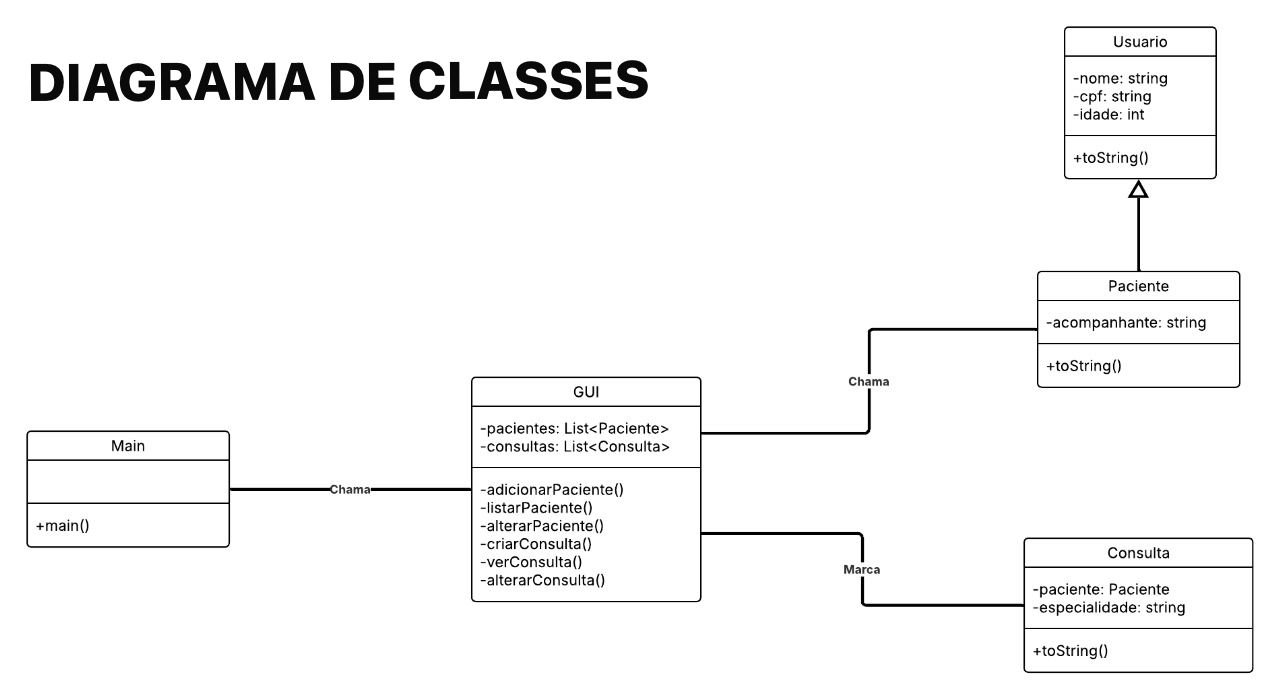 DIAGRAMA DE CLASSES
Usuario
-nome: string
-cpf: string
-idade: int
+toString()
Paciente
-acompanhante: string
+toString()
Chama
GUI
-pacientes: List<Paciente>
-consultas: List<Consulta>
-adicionarPaciente()
-listarPaciente()
-alterarPaciente()
-criarConsulta()
-verConsulta()
-alterarConsulta()
Main
+main()
Chama
Marca
Consulta
-paciente: Paciente
-especialidade: string
+toString()